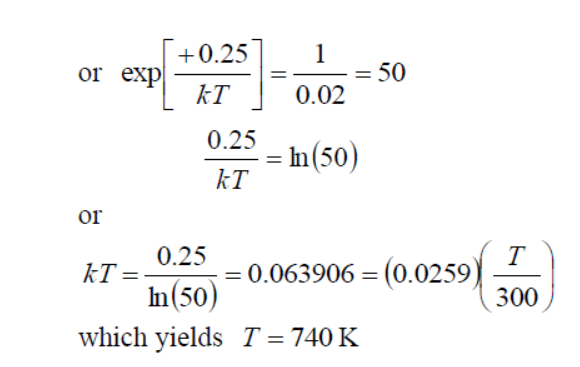 or exp[+0.25/kT] = 1/0.02 = 50
0.25/kT = ln(50)
or
kT = 0.25/ln(50) = 0.063906 = (0.0259)(T/300)
which yields T = 740 K